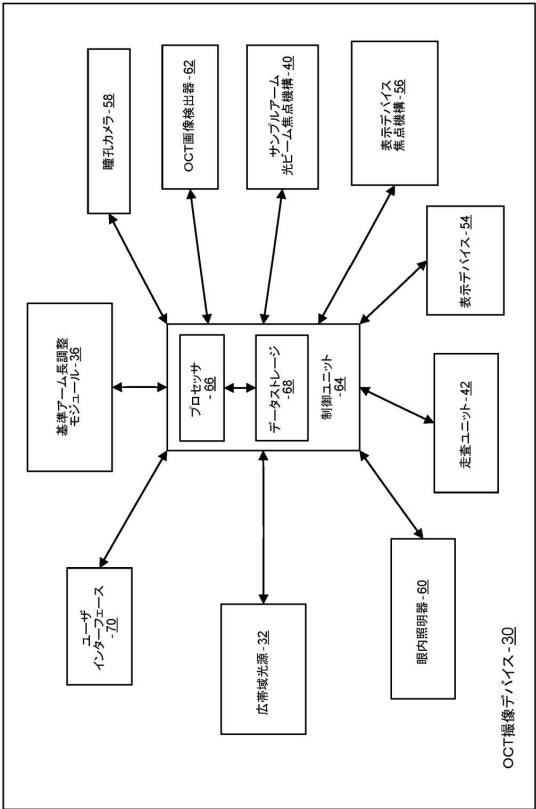 ユーザ
インターフェース
-70
基準アーム長調整
モジュール-36
瞳孔カメラ-58
OCT画像検出器-62
広帯域光源-32
プロセッサ
-66
データストレージ
-68
制御ユニット
-64
サンプルアーム
光ビーム焦点機構-40
表示デバイス
焦点機構-56
眼内照明器-60
走査ユニット-42
表示デバイス-54
OCT撮像デバイス-30